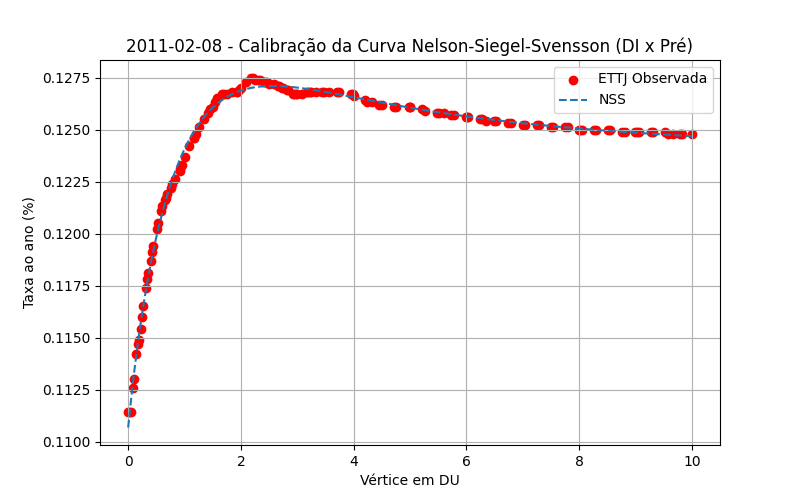 2011-02-08 - Calibração da Curva Nelson-Siegel-Svensson (DI x Pré)
ETTJ Observada
NSS
Taxa ao ano (%)
0.1275
0.1250
0.1225
0.1200
0.1175
0.1150
0.1125
0.1100
0 2 4 6 8 10
Vértice em DU